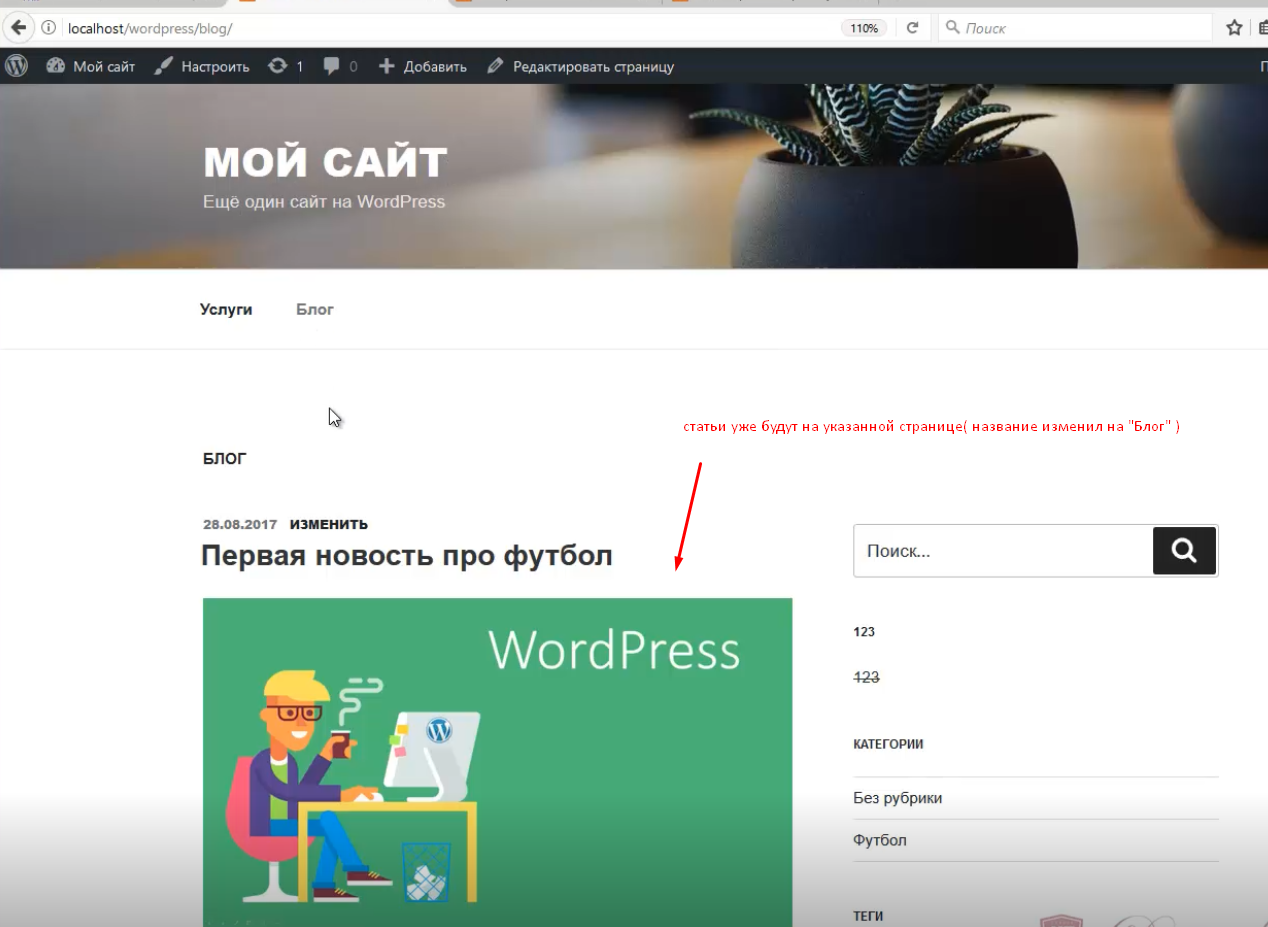 localhost/wordpress/blog/
110%
Поиск
Мой сайт
Настроить
1
0
Добавить
Редактировать страницу
МОЙ САЙТ
Ещё один сайт на WordPress
Услуги
Блог
статьи уже будут на указанной странице( название изменил на "Блог" )
БЛОГ
28.08.2017 ИЗМЕНИТЬ
Первая новость про футбол
Поиск...
WordPress
123
123
КАТЕГОРИИ
Без рубрики
Футбол
ТЕГИ